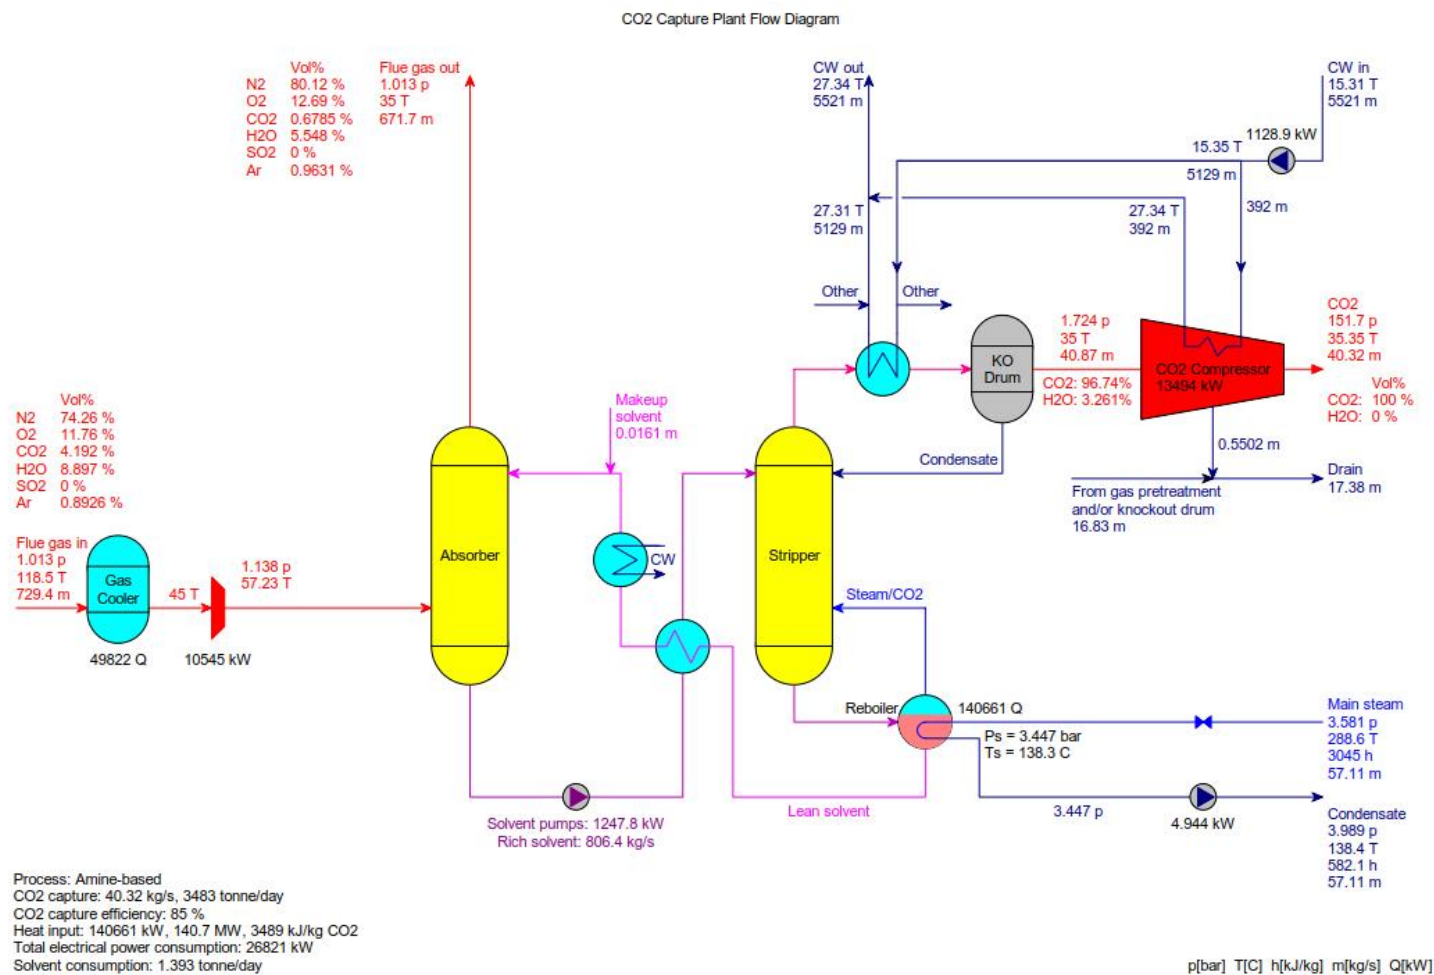 CO2 Capture Plant Flow Diagram
Vol%
N2 80.12 %
O2 12.69 %
CO2 0.6785 %
H2O 5.548 %
SO2 0 %
Ar 0.9631 %
Flue gas out
1.013 p
35 T
671.7 m
CW out
27.34 T
5521 m
CW in
15.31 T
5521 m
1128.9 kW
15.35 T
5129 m
392 m
27.31 T
5129 m
27.34 T
392 m
Other
Other
KO
Drum
1.724 p
35 T
40.87 m
CO2: 96.74%
H2O: 3.261%
CO2 Compressor
13494 kW
CO2
151.7 p
35.35 T
40.32 m
Vol%
CO2: 100 %
H2O: 0 %
0.5502 m
Drain
17.38 m
From gas pretreatment
and/or knockout drum
16.83 m
Condensate
Makeup
solvent
0.0161 m
Vol%
N2 74.26 %
O2 11.76 %
CO2 4.192 %
H2O 8.897 %
SO2 0 %
Ar 0.8926 %
Flue gas in
1.013 p
118.5 T
729.4 m
Gas
Cooler
49822 Q
45 T
10545 kW
1.138 p
57.23 T
Absorber
CW
Stripper
Steam/CO2
Reboiler
140661 Q
Ps = 3.447 bar
Ts = 138.3 C
Main steam
3.581 p
288.6 T
3045 h
57.11 m
3.447 p
4.944 kW
Condensate
3.989 p
138.4 T
582.1 h
57.11 m
Lean solvent
Solvent pumps: 1247.8 kW
Rich solvent: 806.4 kg/s
Process: Amine-based
CO2 capture: 40.32 kg/s, 3483 tonne/day
CO2 capture efficiency: 85 %
Heat input: 140661 kW, 140.7 MW, 3489 kJ/kg CO2
Total electrical power consumption: 26821 kW
Solvent consumption: 1.393 tonne/day
p[bar] T[C] h[kJ/kg] m[kg/s] Q[kW]